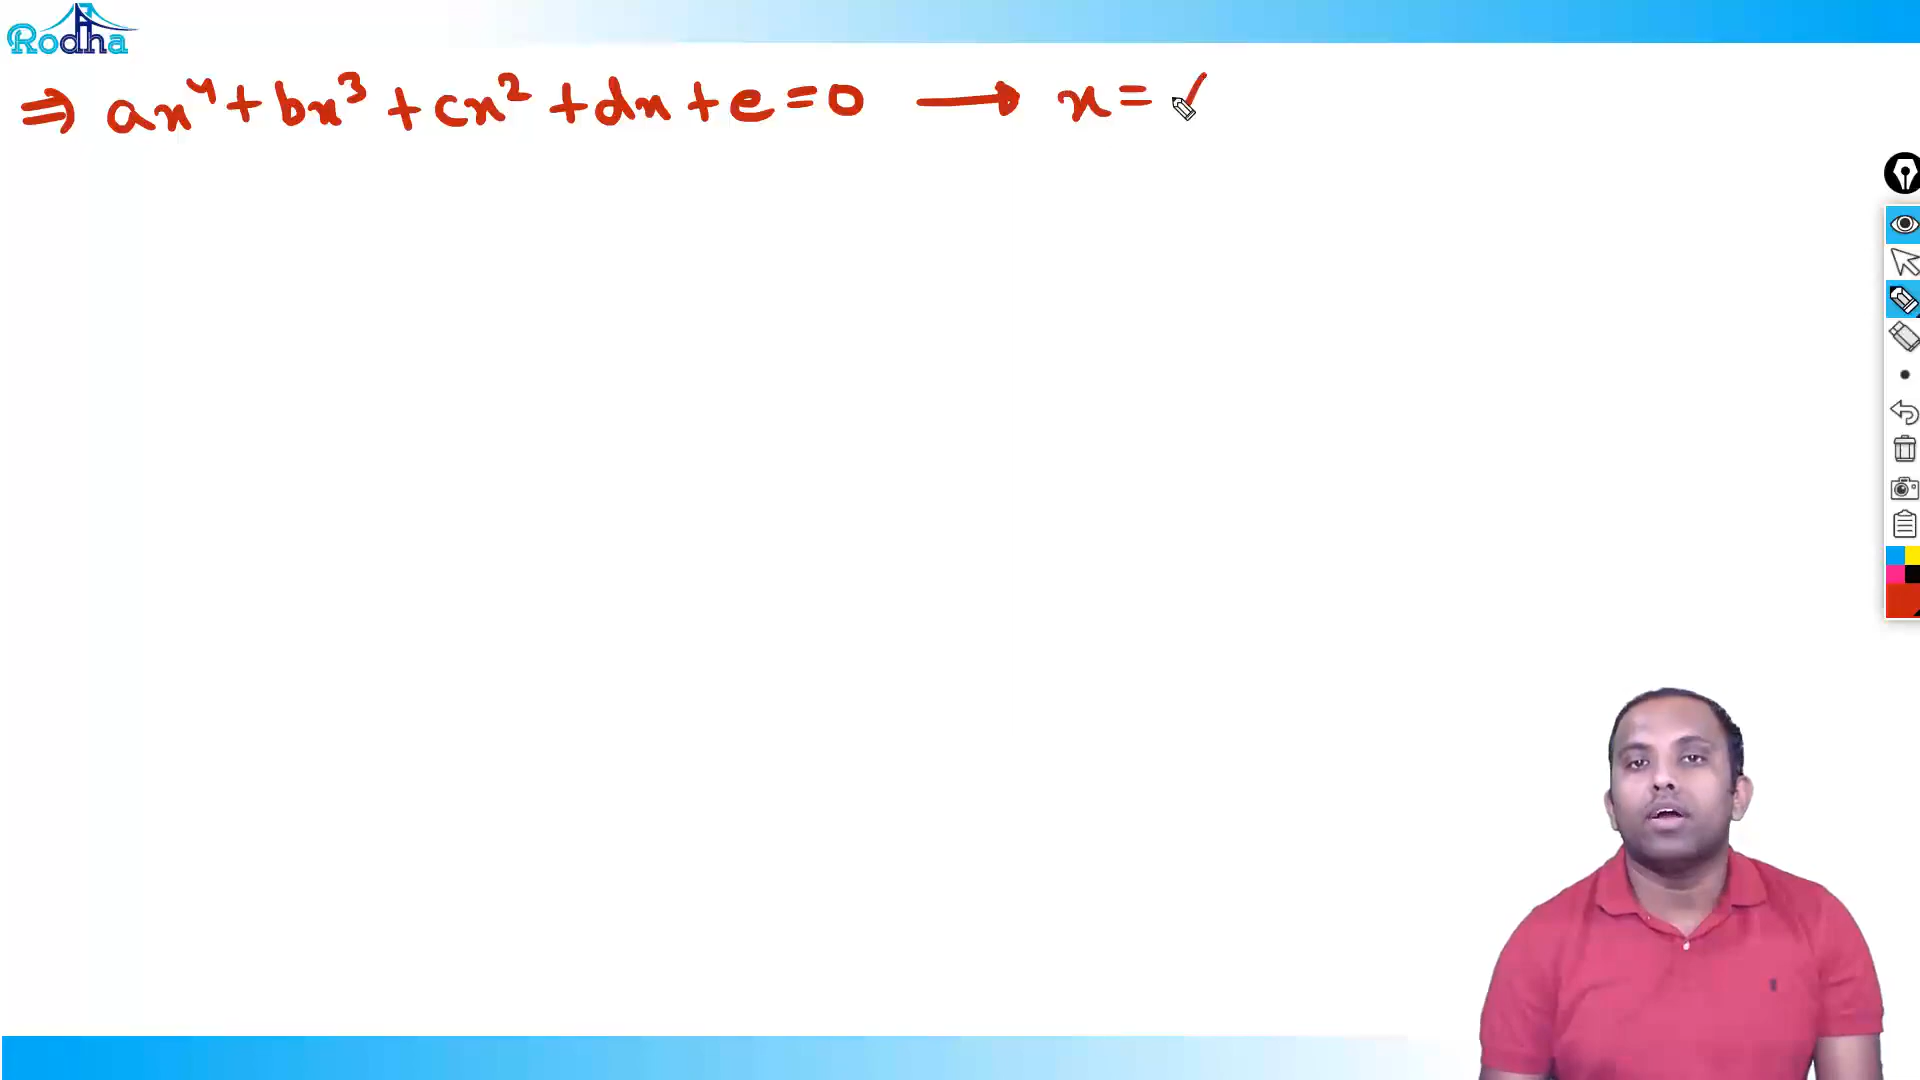 Rodha
⇒ ax⁴ + bx³ + cx² + dx + e = 0 ⟶ x = ✓